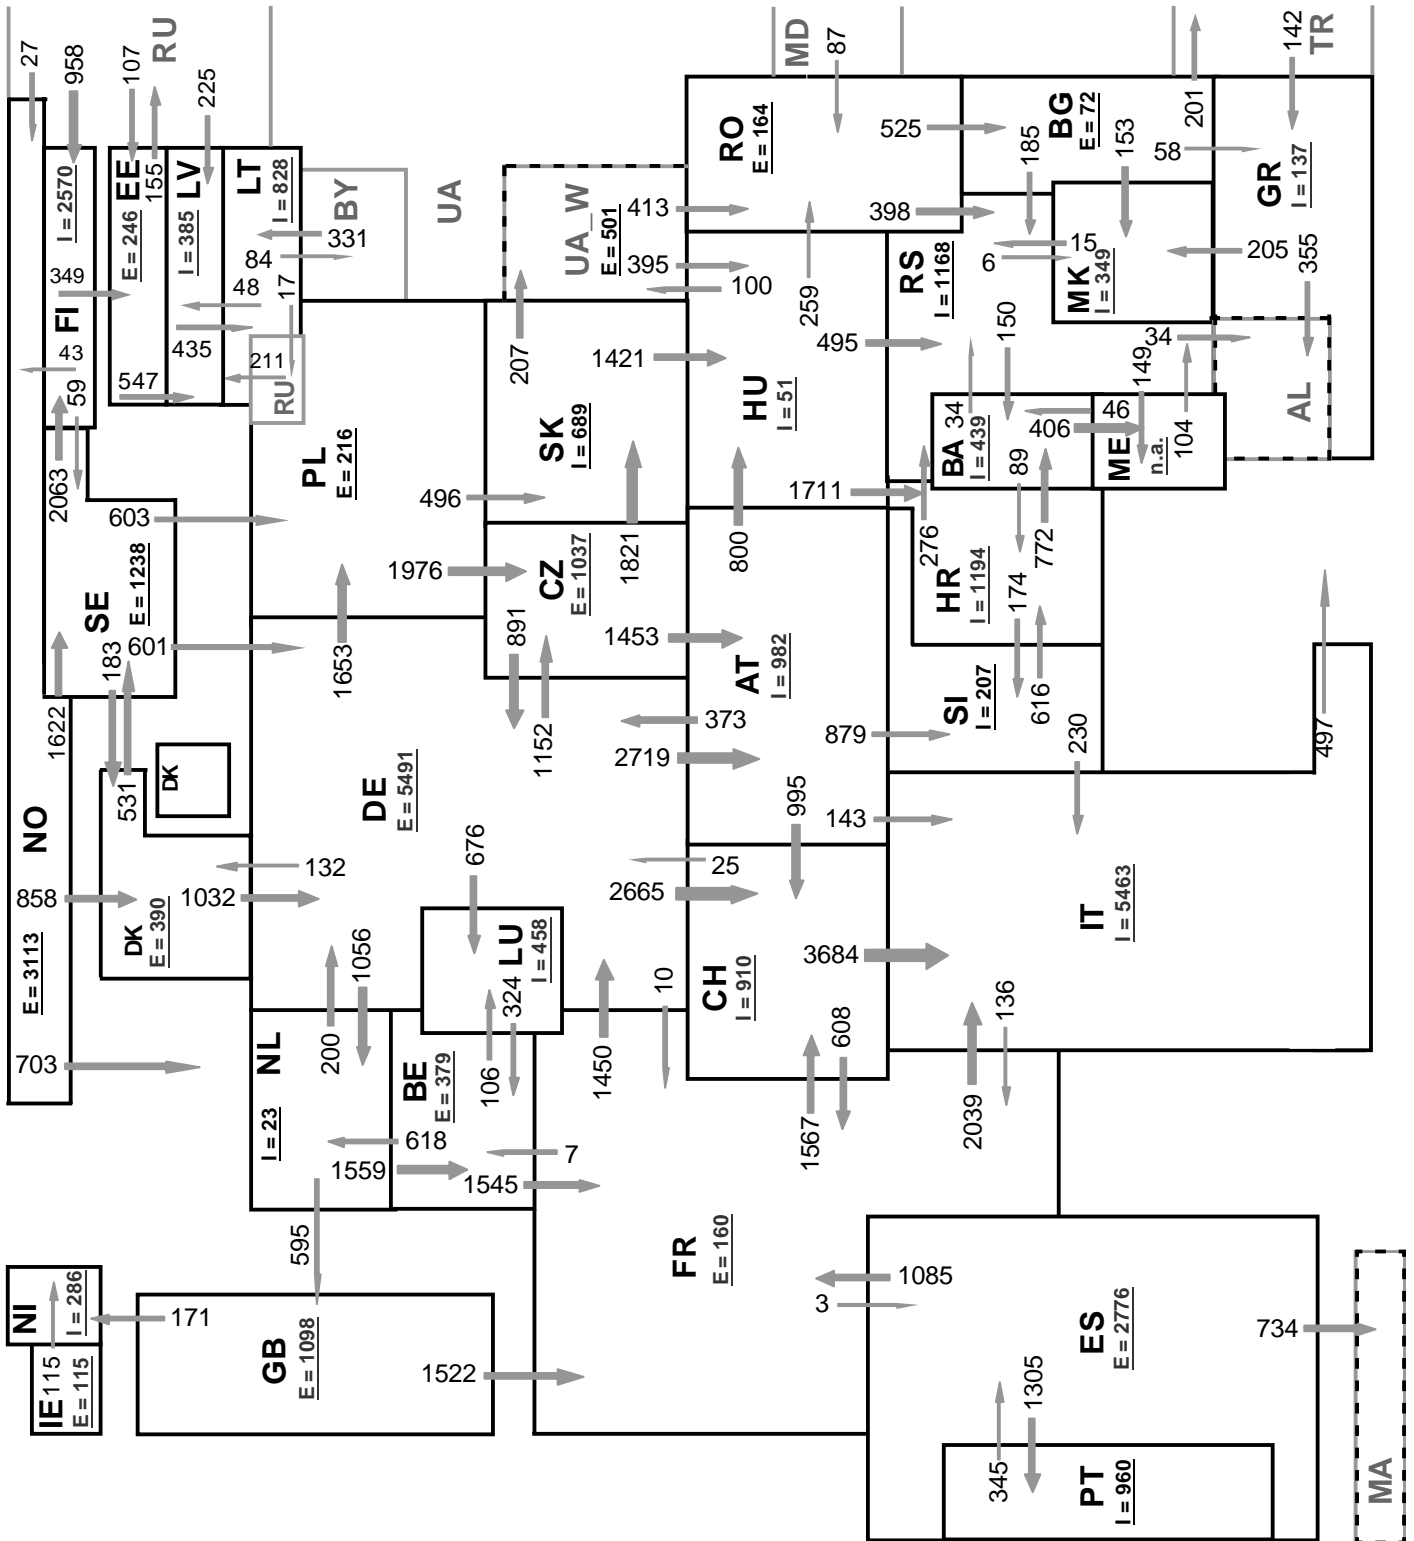 27
958
107
RU
225
MD
87
201
142
TR
FI
I = 2570
349
43
59
2063
EE
E = 246
155
LV
I = 385
LT
I = 828
547
435
48
84
17
331
211
RU
BY
UA
UA_W
E = 501
413
395
100
207
RO
E = 164
525
398
259
BG
E = 72
185
153
58
GR
I = 137
205
355
RS
I = 1168
15
6
MK
I = 349
34
150
149
495
HU
I = 51
BA
I = 439
34
46
406
ME
n.a.
104
AL
89
772
276
1711
HR
I = 1194
174
616
SI
I = 207
230
497
PL
E = 216
SK
I = 689
1421
496
1976
CZ
E = 1037
1821
800
891
1152
1453
AT
I = 982
373
2719
879
143
995
SE
E = 1238
603
601
183
531
1622
1653
NO
E = 3113
858
703
DK
DK
E = 390
1032
132
DE
E = 5491
676
25
2665
CH
I = 910
3684
IT
I = 5463
LU
I = 458
324
106
1450
10
1567
608
2039
136
NL
I = 23
200
1056
BE
E = 379
618
1559
7
1545
595
NI
I = 286
171
IE
115
E = 115
GB
E = 1098
1522
FR
E = 160
1085
3
ES
E = 2776
734
345
1305
PT
I = 960
MA